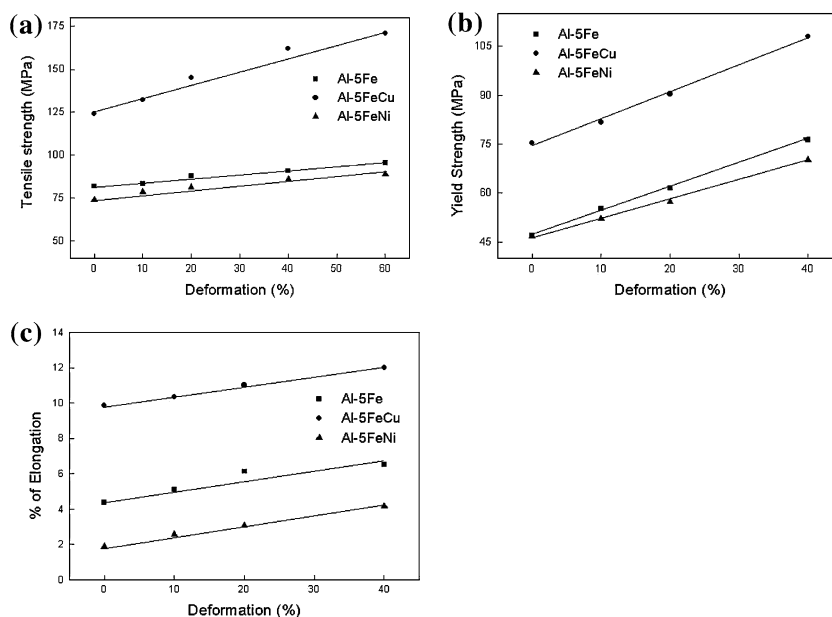 (a)
Tensile strength (MPa)
175
150
125
100
75
50
Al-5Fe
Al-5FeCu
Al-5FeNi
0 10 20 30 40 50 60
Deformation (%)
(b)
Yield Strength (MPa)
105
75
60
45
Al-5Fe
Al-5FeCu
Al-5FeNi
0 10 20 30 40
Deformation (%)
(c)
% of Elongation
14
12
10
8
6
4
2
0
Al-5Fe
Al-5FeCu
Al-5FeNi
0 10 20 30 40
Deformation (%)